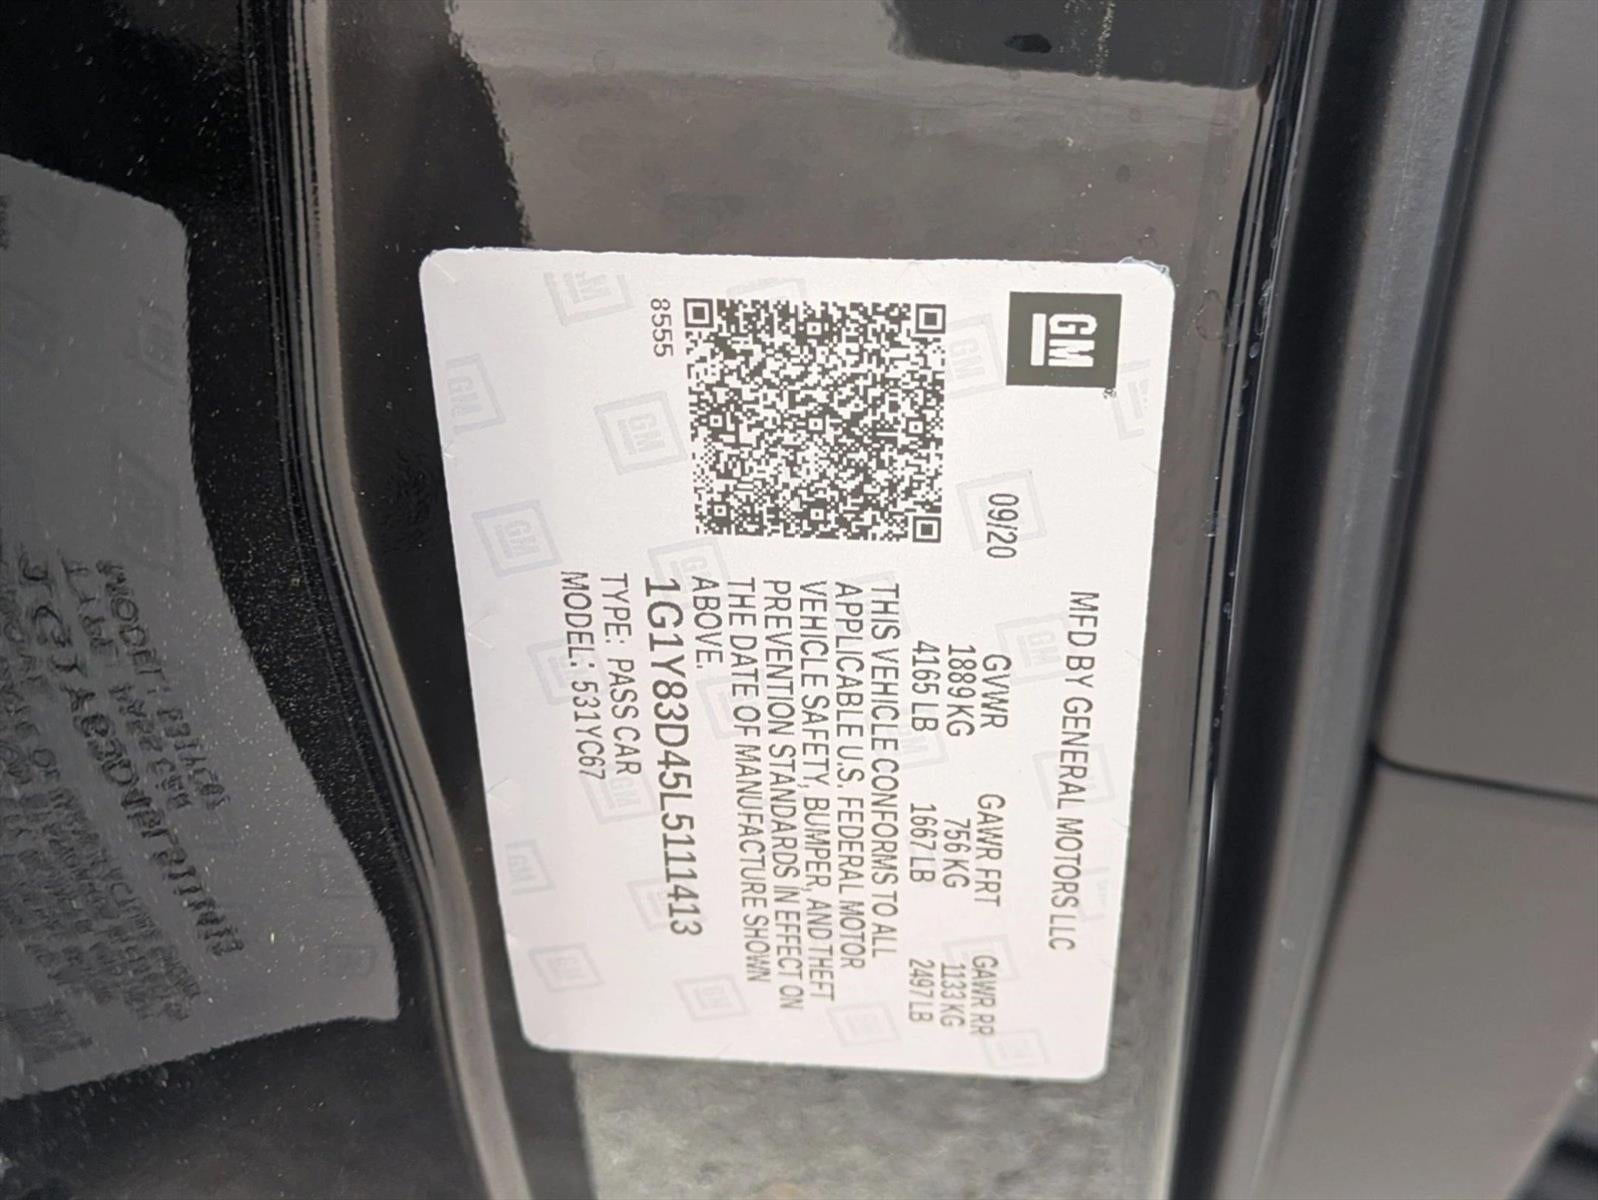 GM
MFD BY GENERAL MOTORS LLC
09/20
GVWR GAWR FRT GAWR RR
1889 KG 756 KG 1133 KG
4165 LB 1667 LB 2497 LB
THIS VEHICLE CONFORMS TO ALL
APPLICABLE U.S. FEDERAL MOTOR
VEHICLE SAFETY, BUMPER, AND THEFT
PREVENTION STANDARDS IN EFFECT ON
THE DATE OF MANUFACTURE SHOWN
ABOVE.
8555
1G1Y83D45L5111413
TYPE: PASS CAR
MODEL: 531YC67